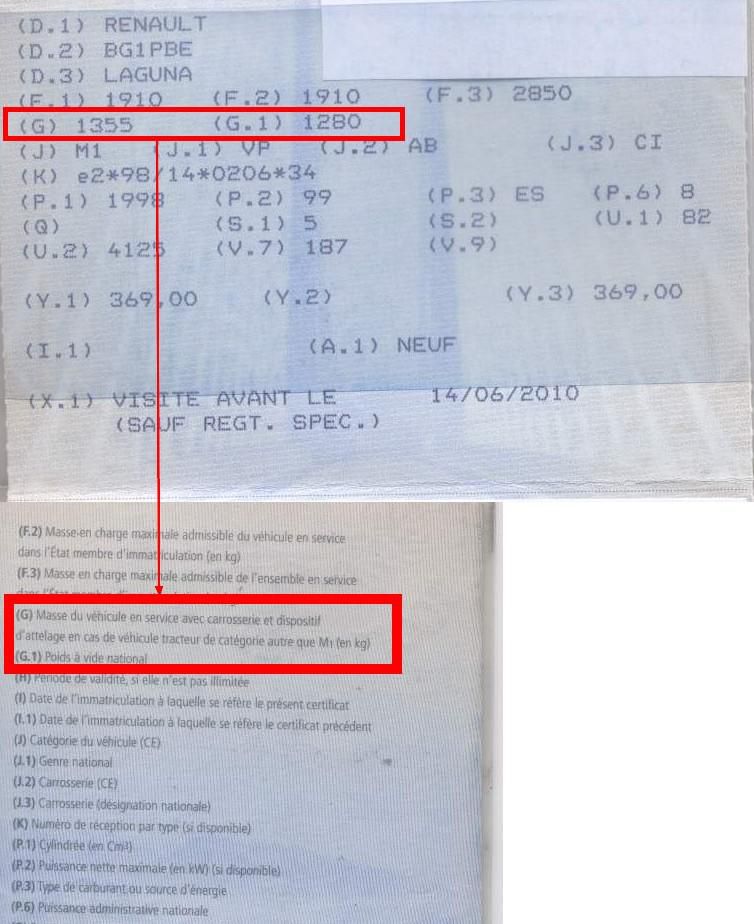 (D.1) RENAULT
(D.2) BG1PBE
(D.3) LAGUNA
(F.1) 1910 (F.2) 1910 (F.3) 2850
(G) 1355 (G.1) 1280
(J) M1 (J.1) VP (J.2) AB (J.3) CI
(K) e2*98/14*0206*34
(P.1) 1998 (P.2) 99 (P.3) ES (P.6) 8
(Q) (S.1) 5 (S.2) (U.1) 82
(U.2) 4125 (V.7) 187 (V.9)
(Y.1) 369,00 (Y.2) (Y.3) 369,00
(I.1) (A.1) NEUF
(X.1) VISITE AVANT LE 14/06/2010
(SAUF REGT. SPEC.)
(F.2) Masse en charge maximale admissible du véhicule en service
dans l'État membre d'immatriculation (en kg)
(F.3) Masse en charge maximale admissible de l'ensemble en service
dans l'État membre
(G) Masse du véhicule en service avec carrosserie et dispositif
d'attelage en cas de véhicule tracteur de catégorie autre que M1 (en kg)
(G.1) Poids à vide national
(H) Période de validité, si elle n'est pas illimitée
(I) Date de l'immatriculation à laquelle se réfère le présent certificat
(I.1) Date de l'immatriculation à laquelle se réfère le certificat précédent
(J) Catégorie du véhicule (CE)
(J.1) Genre national
(J.2) Carrosserie (CE)
(J.3) Carrosserie (désignation nationale)
(K) Numéro de réception par type (si disponible)
(P.1) Cylindrée (en Cm³)
(P.2) Puissance nette maximale (en kW) (si disponible)
(P.3) Type de carburant ou source d'énergie
(P.6) Puissance administrative nationale